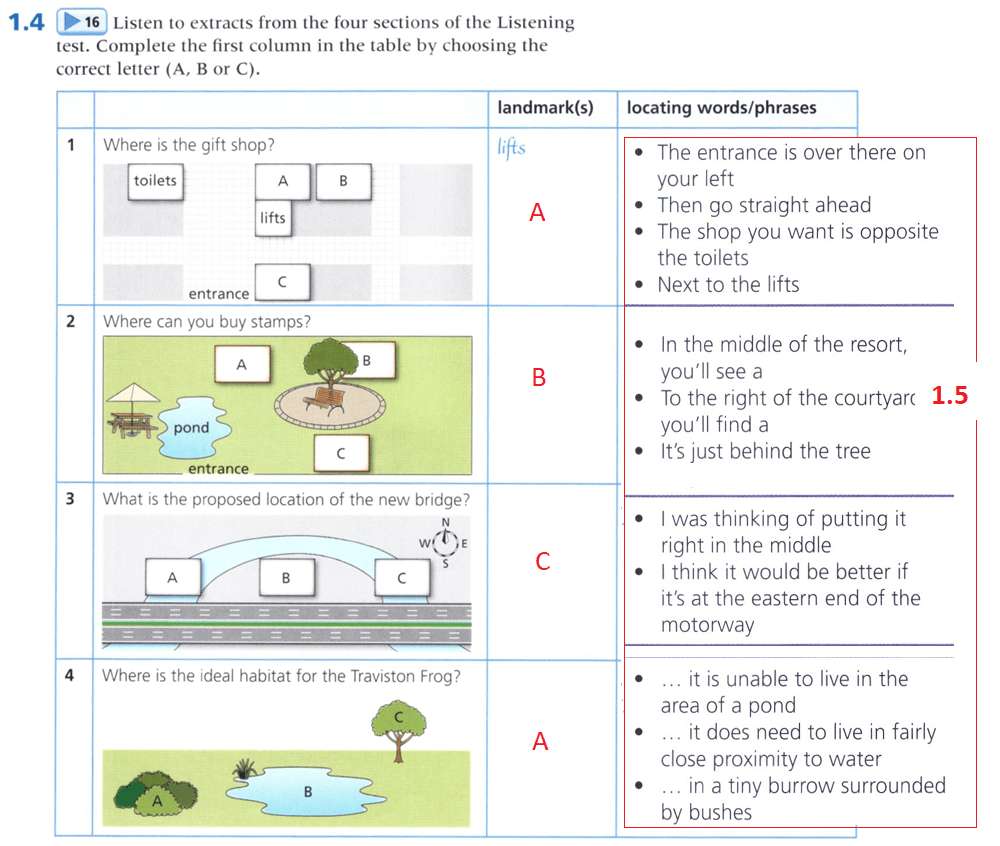 1.4 16 Listen to extracts from the four sections of the Listening
test. Complete the first column in the table by choosing the
correct letter (A, B or C).
landmark(s) locating words/phrases
1 Where is the gift shop? lifts
toilets A B
lifts
C
entrance
A
• The entrance is over there on
your left
• Then go straight ahead
• The shop you want is opposite
the toilets
• Next to the lifts
2 Where can you buy stamps?
A B
pond
C
entrance
B
• In the middle of the resort,
you'll see a
• To the right of the courtyard 1.5
you'll find a
• It's just behind the tree
3 What is the proposed location of the new bridge?
N
W E
S
A B C
C
• I was thinking of putting it
right in the middle
• I think it would be better if
it's at the eastern end of the
motorway
4 Where is the ideal habitat for the Traviston Frog?
C
B
A
A
• ... it is unable to live in the
area of a pond
• ... it does need to live in fairly
close proximity to water
• ... in a tiny burrow surrounded
by bushes